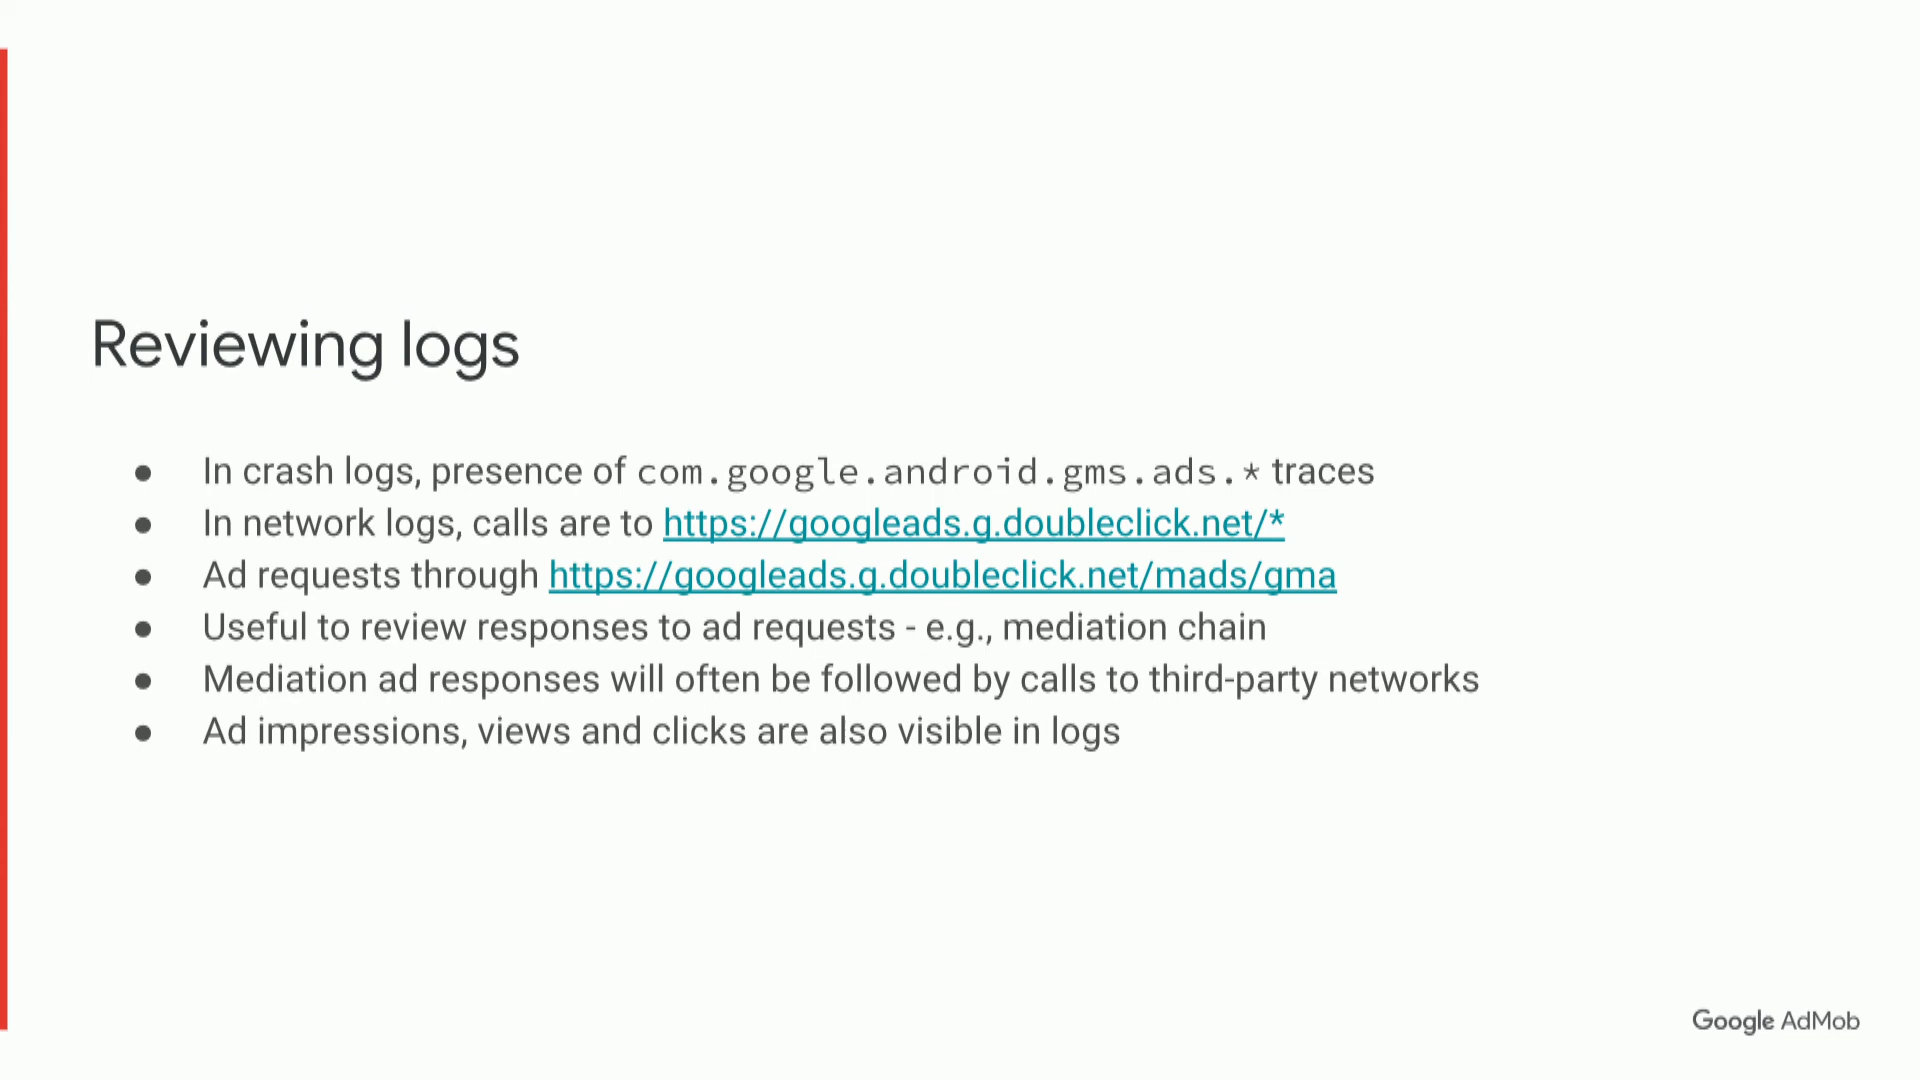 Reviewing logs
● In crash logs, presence of com.google.android.gms.ads.* traces
● In network logs, calls are to https://googleads.g.doubleclick.net/*
● Ad requests through https://googleads.g.doubleclick.net/mads/gma
● Useful to review responses to ad requests - e.g., mediation chain
● Mediation ad responses will often be followed by calls to third-party networks
● Ad impressions, views and clicks are also visible in logs
Google AdMob